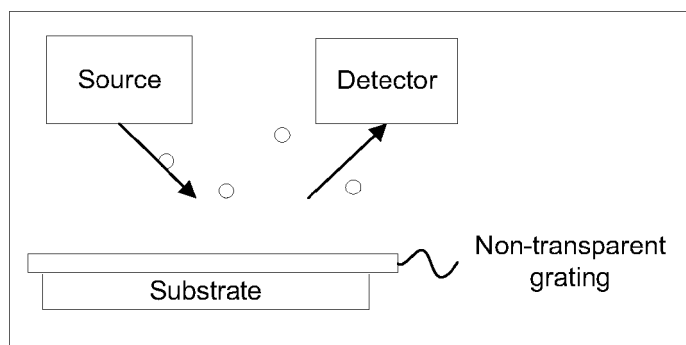 Source
Detector
Non-transparent
grating
Substrate